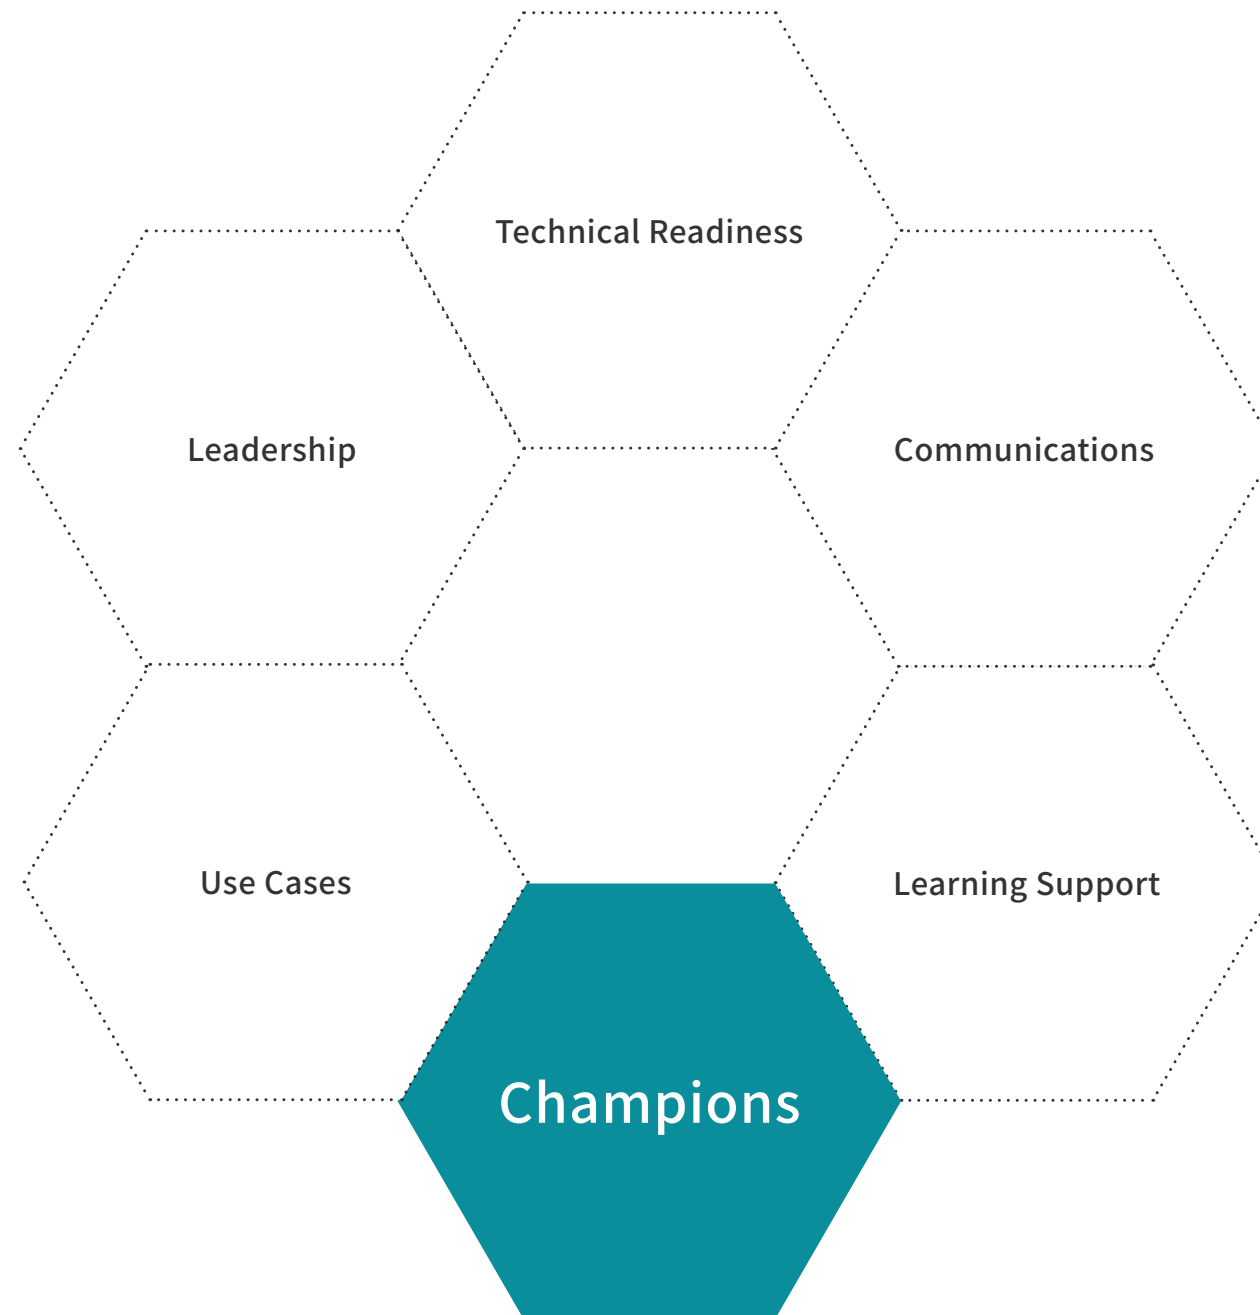 Technical Readiness
Leadership
Communications
Use Cases
Learning Support
Champions